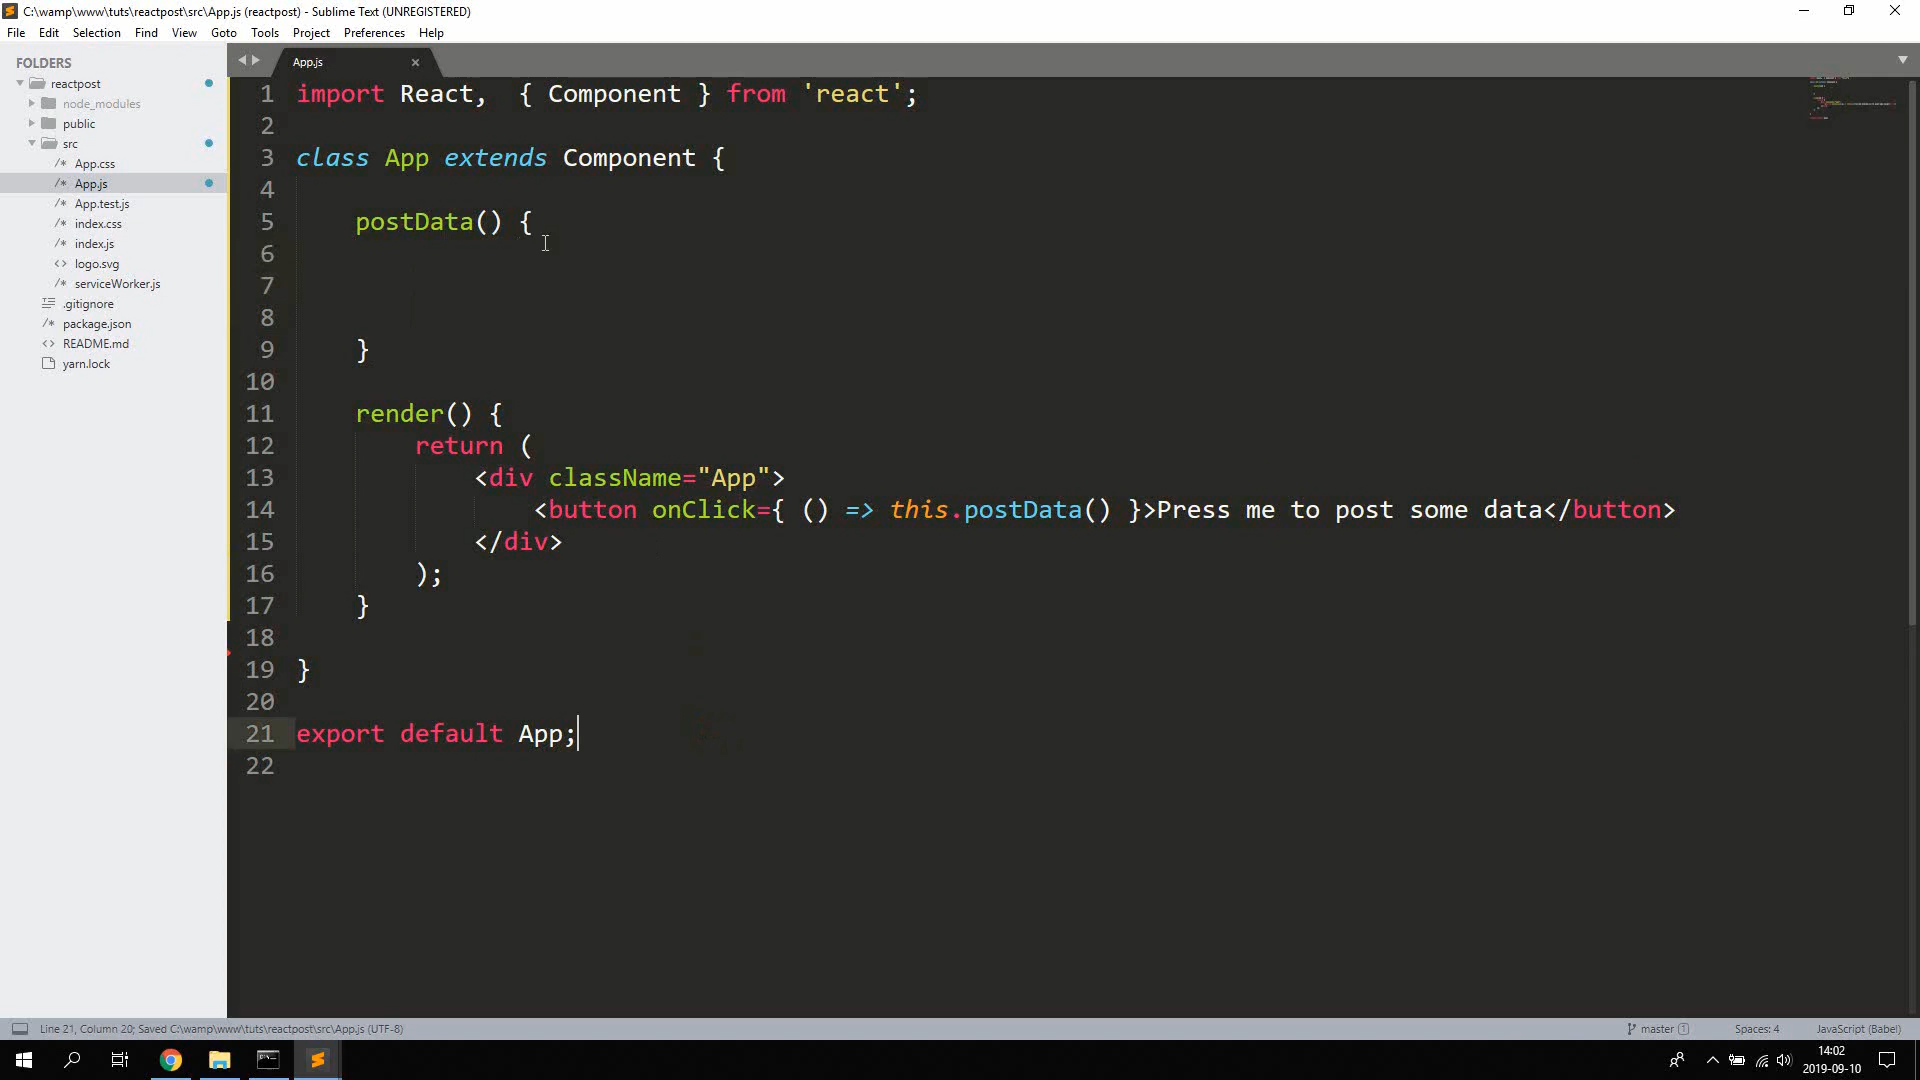 C:\wamp\www\tuts\reactpost\src\App.js (reactpost) - Sublime Text (UNREGISTERED)
File Edit Selection Find View Goto Tools Project Preferences Help
FOLDERS
reactpost
node_modules
public
src
App.css
App.js
App.test.js
index.css
index.js
logo.svg
serviceWorker.js
.gitignore
package.json
README.md
yarn.lock
App.js
1 import React,  { Component } from 'react';
2
3 class App extends Component {
4
5     postData() {
6
7
8
9     }
10
11     render() {
12         return (
13             <div className="App">
14                 <button onClick={ () => this.postData() }>Press me to post some data</button>
15             </div>
16         );
17     }
18
19 }
20
21 export default App;
22
Line 21, Column 20; Saved C:\wamp\www\tuts\reactpost\src\App.js (UTF-8)
master 1 Spaces: 4 JavaScript (Babel)
14:02
2019-09-10